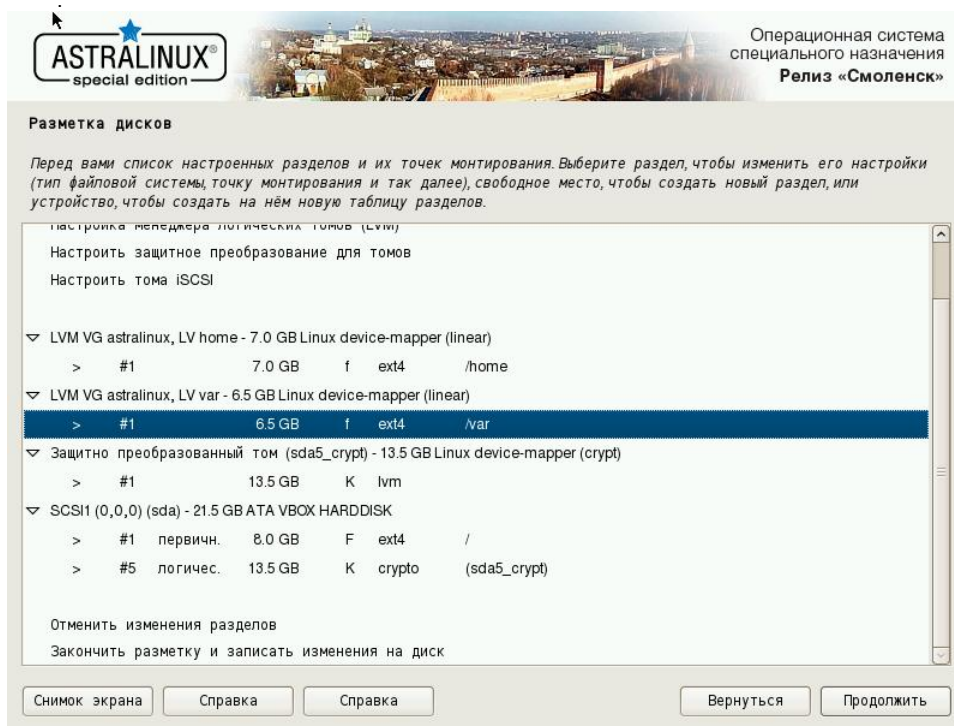 ASTRALINUX®
special edition
Операционная система
специального назначения
Релиз «Смоленск»
Разметка дисков
Перед вами список настроенных разделов и их точек монтирования. Выберите раздел, чтобы изменить его настройки
(тип файловой системы, точку монтирования и так далее), свободное место, чтобы создать новый раздел, или
устройство, чтобы создать на нём новую таблицу разделов.
Настройка менеджера логических томов (LVM)
Настроить защитное преобразование для томов
Настроить тома iSCSI
LVM VG astralinux, LV home - 7.0 GB Linux device-mapper (linear)
> #1 7.0 GB f ext4 /home
LVM VG astralinux, LV var - 6.5 GB Linux device-mapper (linear)
> #1 6.5 GB f ext4 /var
Защитно преобразованный том (sda5_crypt) - 13.5 GB Linux device-mapper (crypt)
> #1 13.5 GB K lvm
SCSI1 (0,0,0) (sda) - 21.5 GB ATA VBOX HARDDISK
> #1 первичн. 8.0 GB F ext4 /
> #5 логичес. 13.5 GB K crypto (sda5_crypt)
Отменить изменения разделов
Закончить разметку и записать изменения на диск
Снимок экрана Справка Справка Вернуться Продолжить